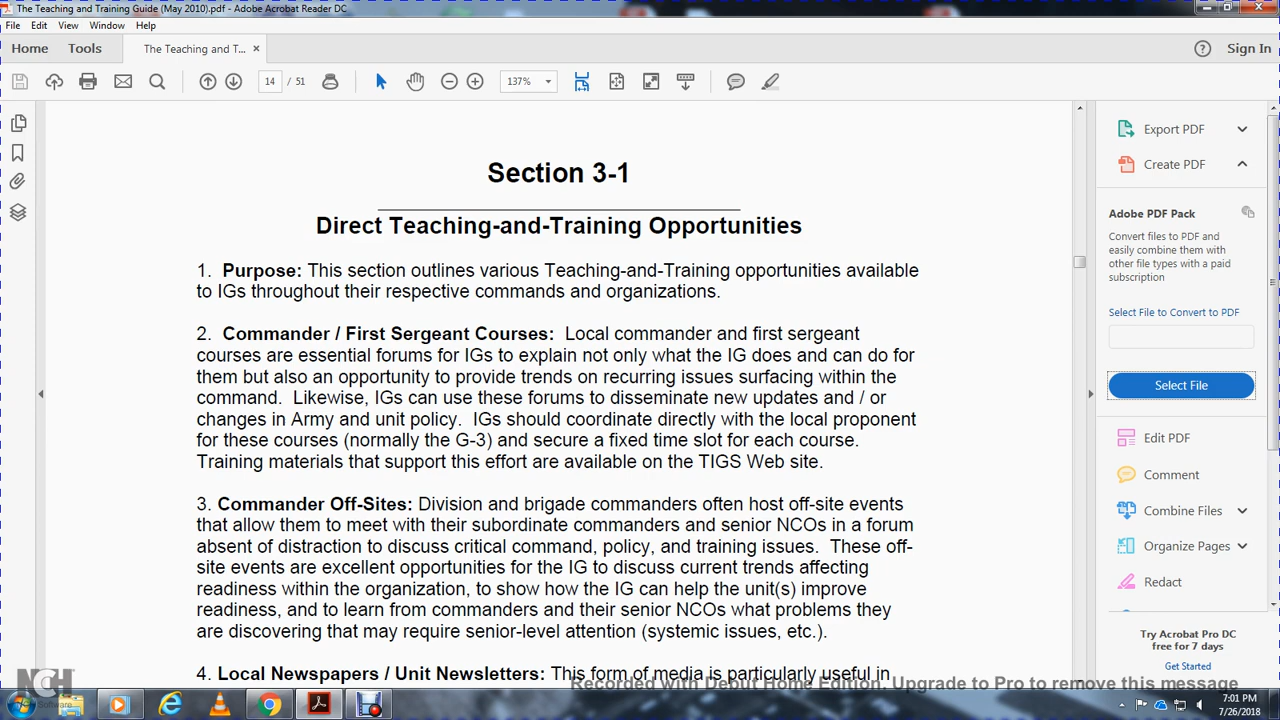 The Teaching and Training Guide (May 2010).pdf - Adobe Acrobat Reader DC
File Edit View Window Help
Home Tools The Teaching and T... × Sign In
14 / 51 137%
Section 3-1
Direct Teaching-and-Training Opportunities
1. Purpose: This section outlines various Teaching-and-Training opportunities available
to IGs throughout their respective commands and organizations.
2. Commander / First Sergeant Courses: Local commander and first sergeant
courses are essential forums for IGs to explain not only what the IG does and can do for
them but also an opportunity to provide trends on recurring issues surfacing within the
command. Likewise, IGs can use these forums to disseminate new updates and / or
changes in Army and unit policy. IGs should coordinate directly with the local proponent
for these courses (normally the G-3) and secure a fixed time slot for each course.
Training materials that support this effort are available on the TIGS Web site.
3. Commander Off-Sites: Division and brigade commanders often host off-site events
that allow them to meet with their subordinate commanders and senior NCOs in a forum
absent of distraction to discuss critical command, policy, and training issues. These off-
site events are excellent opportunities for the IG to discuss current trends affecting
readiness within the organization, to show how the IG can help the unit(s) improve
readiness, and to learn from commanders and their senior NCOs what problems they
are discovering that may require senior-level attention (systemic issues, etc.).
4. Local Newspapers / Unit Newsletters: This form of media is particularly useful in
Export PDF
Create PDF
Adobe PDF Pack
Convert files to PDF and
easily combine them with
other file types with a paid
subscription
Select File to Convert to PDF
Select File
Edit PDF
Comment
Combine Files
Organize Pages
Redact
Try Acrobat Pro DC
free for 7 days
Get Started
NCH
Software
Recorded with Debut Home Edition. Upgrade to Pro to remove this message
7:01 PM
7/26/2018